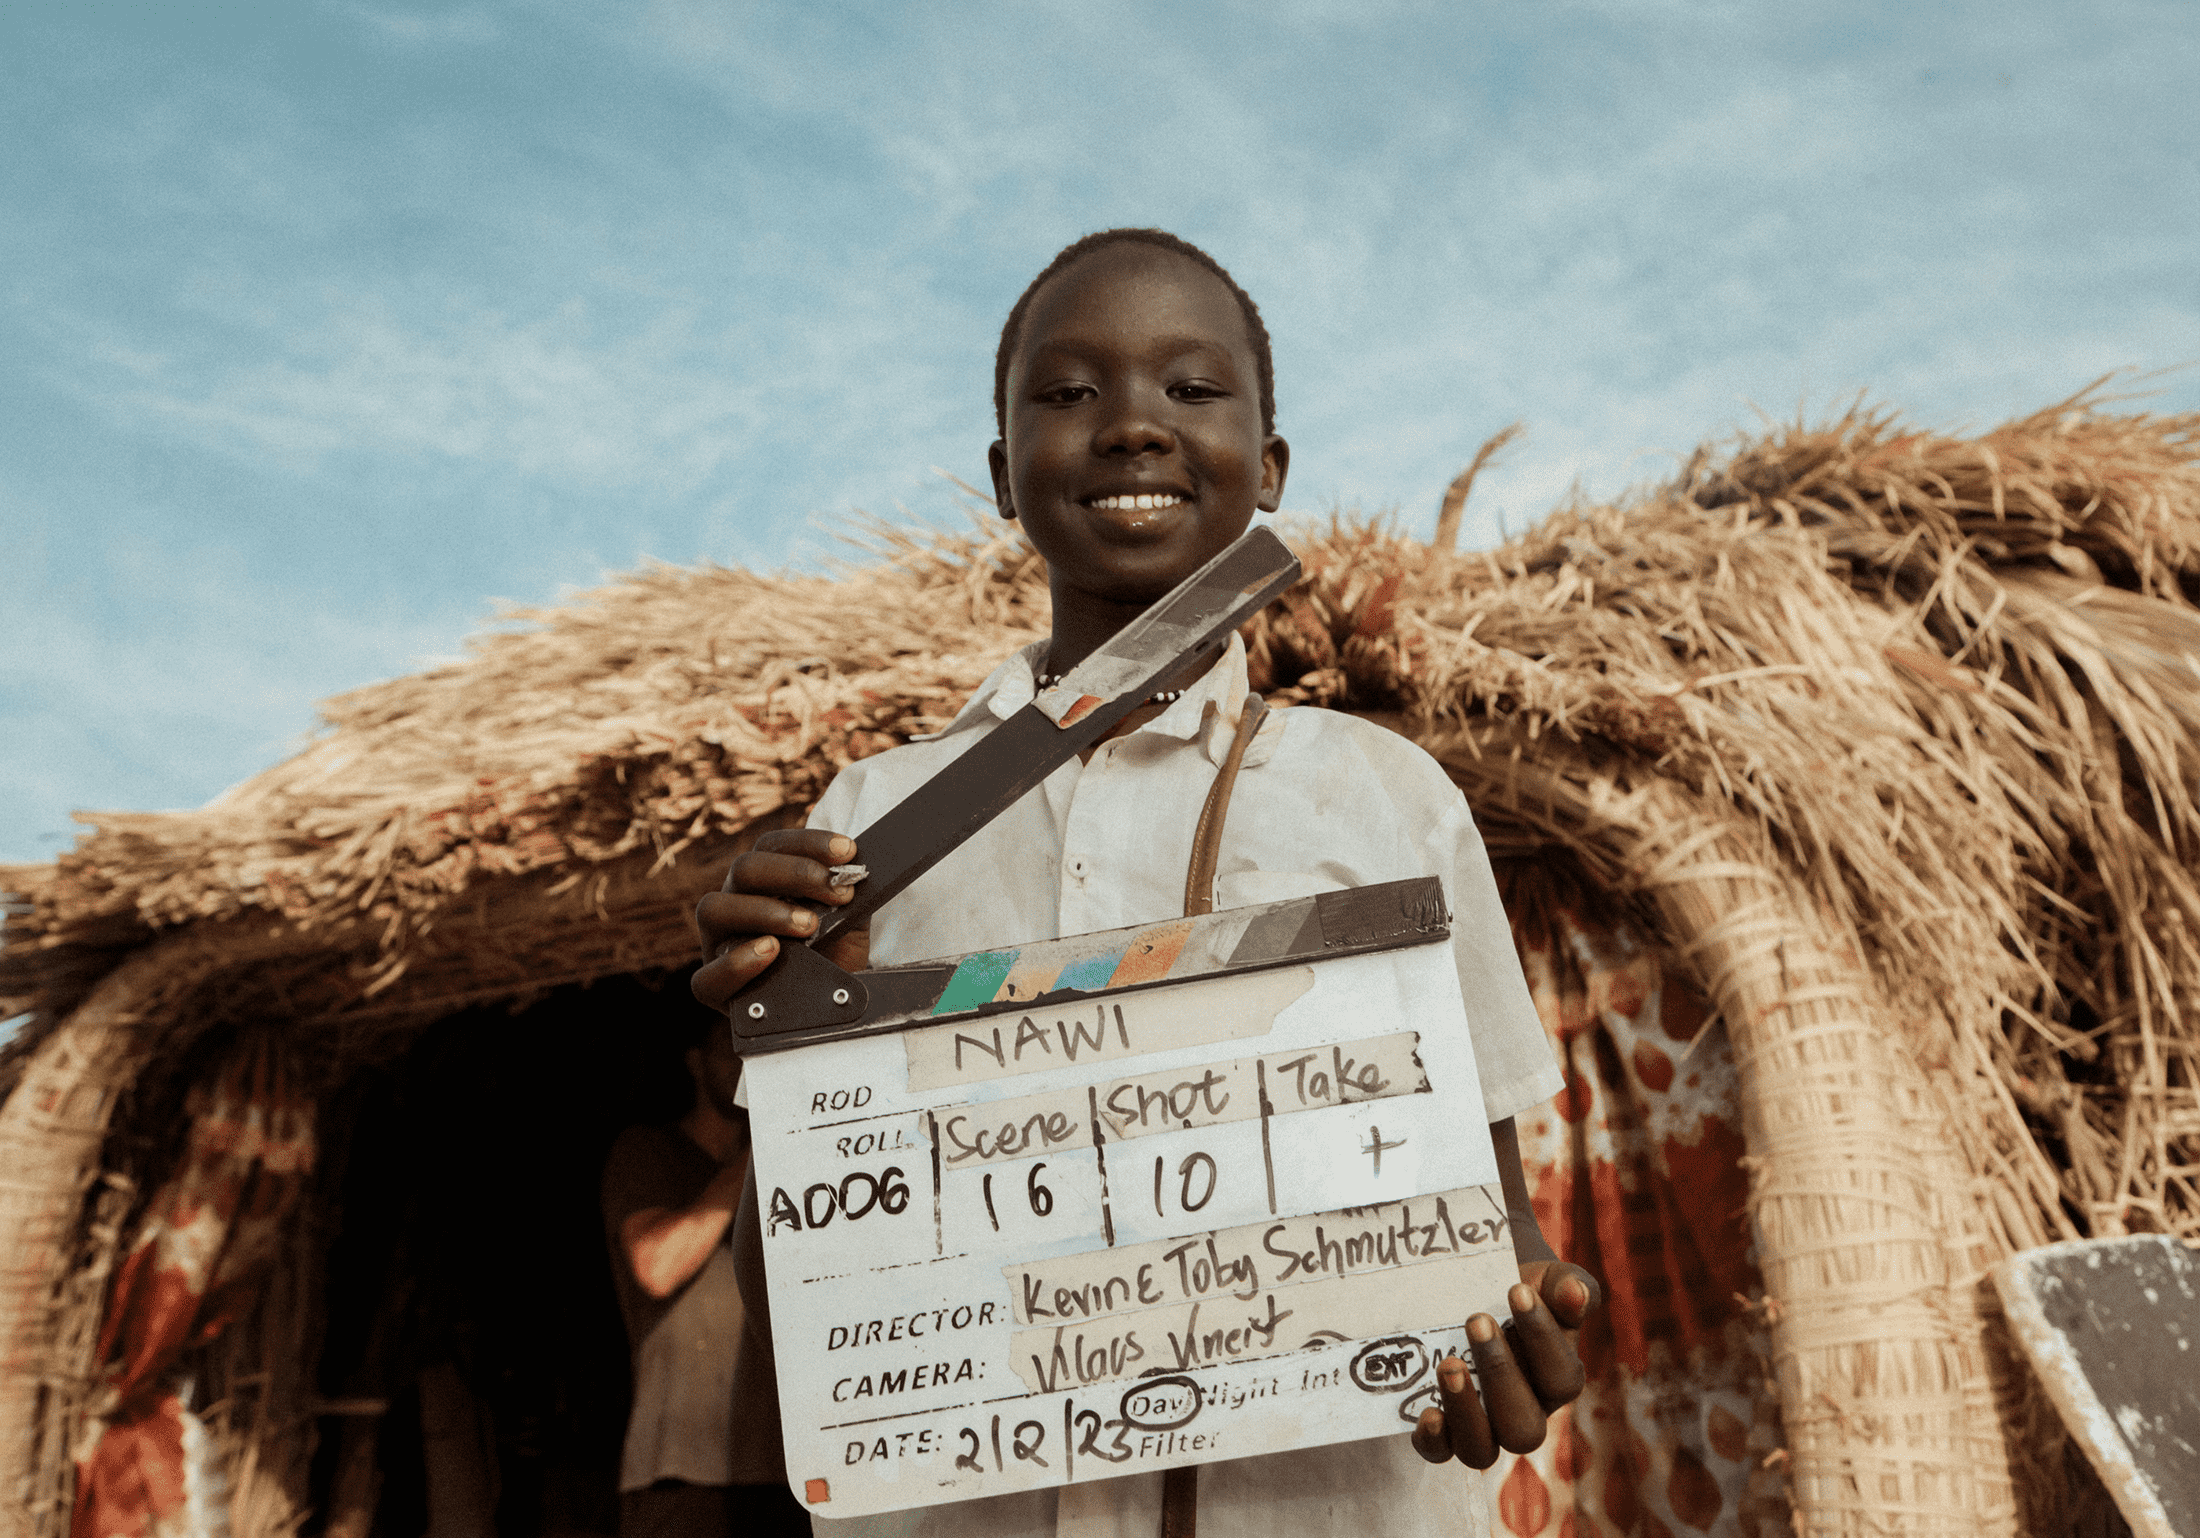 NAWI
ROD
ROLL Scene Shot Take
A006 16 10 +
DIRECTOR: Kevin & Toby Schmutzler
CAMERA: Klaus Kneist
DATE: 2/2/23 Day Night Int EXT
Filter